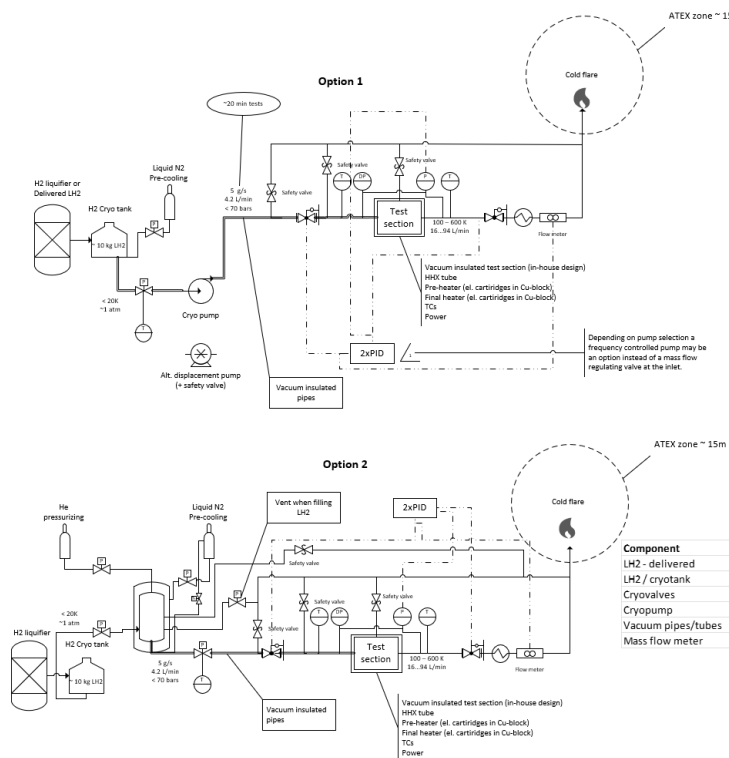 ATEX zone ~ 15
Cold flare
Option 1
~20 min tests
H2 liquifier or
Delivered LH2
H2 Cryo tank
Liquid N2
Pre-cooling
~ 10 kg LH2
P
5 g/s
4.2 L/min
< 70 bars
Safety valve
Safety valve
Safety valve
T
DP
P
T
Test
section
100 – 600 K
16...94 L/min
Flow meter
< 20K
~1 atm
P
T
Cryo pump
Vacuum insulated test section (in-house design)
HHX tube
Pre-heater (el. cartiridges in Cu-block)
Final heater (el. cartiridges in Cu-block)
TCs
Power
2xPID
Depending on pump selection a
frequency controlled pump may be
an option instead of a mass flow
regulating valve at the inlet.
Alt. displacement pump
(+ safety valve)
Vacuum insulated
pipes
ATEX zone ~ 15m
Option 2
Cold flare
He
pressurizing
Liquid N2
Pre-cooling
Vent when filling
LH2
2xPID
P
P
P
Safety valve
Safety valve
Safety valve
Safety valve
< 20K
~1 atm
P
H2 liquifier
H2 Cryo tank
~ 10 kg LH2
5 g/s
4.2 L/min
< 70 bars
P
T
T
DP
P
T
Test
section
100 – 600 K
16...94 L/min
Flow meter
Vacuum insulated
pipes
Vacuum insulated test section (in-house design)
HHX tube
Pre-heater (el. cartiridges in Cu-block)
Final heater (el. cartiridges in Cu-block)
TCs
Power
Component
LH2 - delivered
LH2 / cryotank
Cryovalves
Cryopump
Vacuum pipes/tubes
Mass flow meter